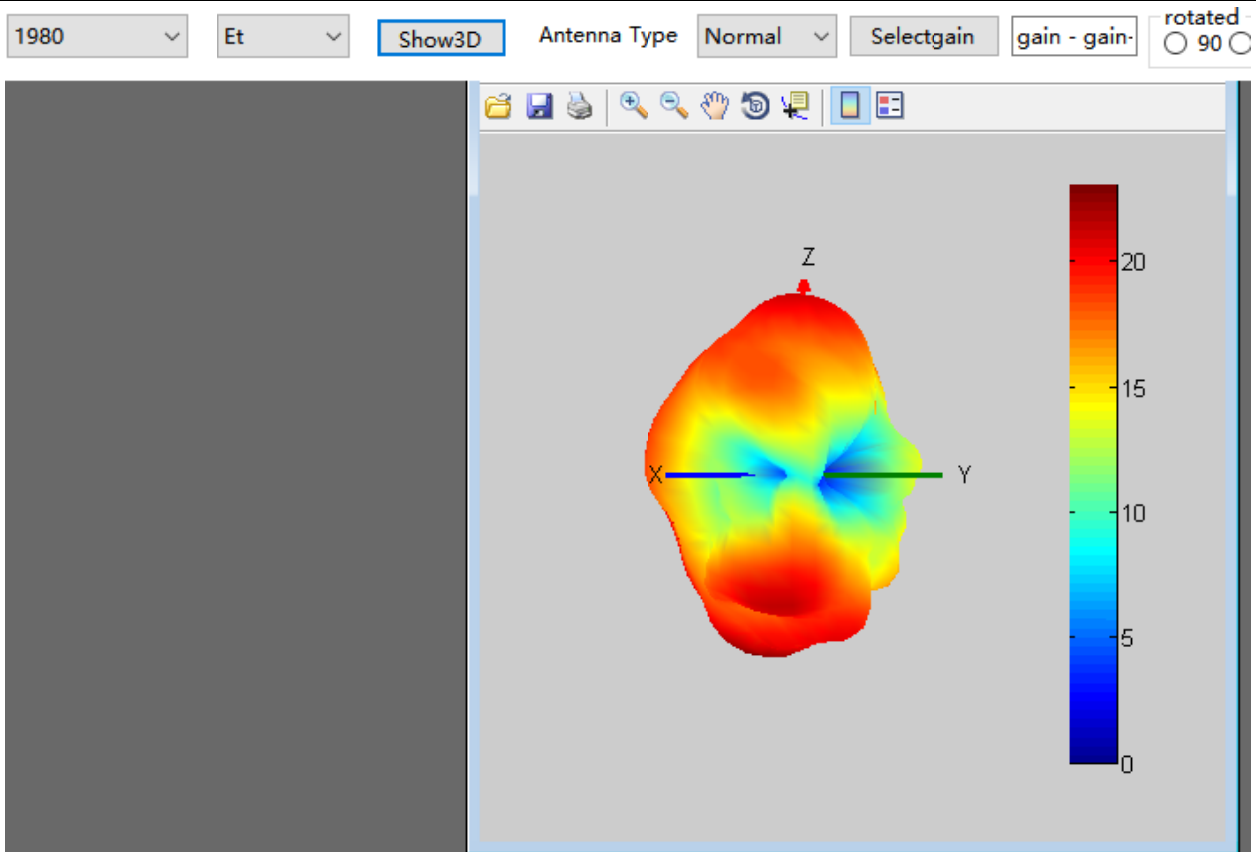 1980
Et
Show3D
Antenna Type
Normal
Selectgain
gain - gain-
rotated
90
Z
X
Y
20
15
10
5
0